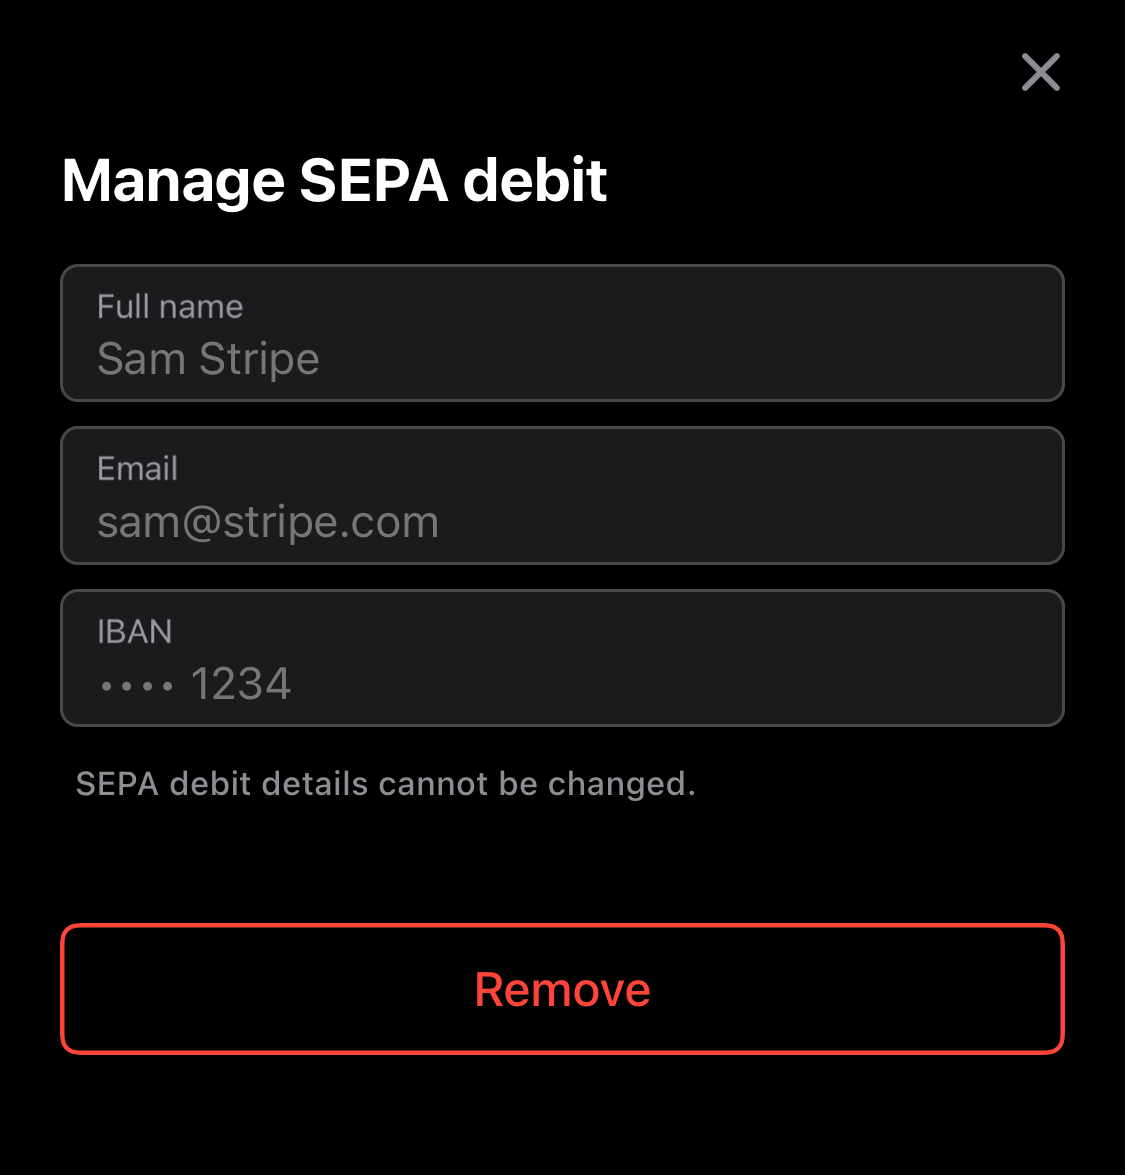 Manage SEPA debit
Full name
Sam Stripe
Email
sam@stripe.com
IBAN
•••• 1234
SEPA debit details cannot be changed.
Remove